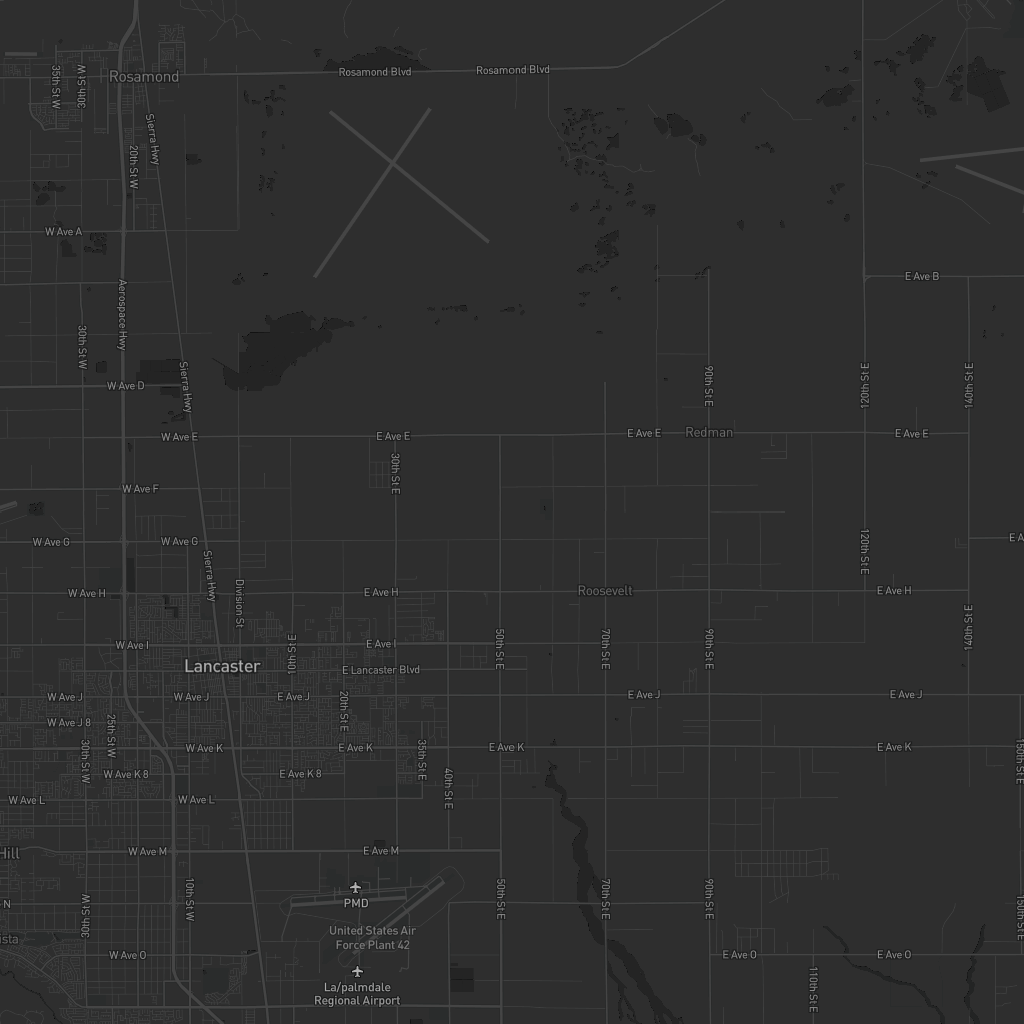 Rosamond Blvd
Rosamond Blvd
Rosamond
35th St W
30th St W
Sierra Hwy
20th St W
W Ave A
E Ave B
Aerospace Hwy
30th St W
Sierra Hwy
90th St E
120th St E
140th St E
W Ave D
W Ave E
E Ave E
E Ave E
Redman
E Ave E
30th St E
W Ave F
W Ave G
W Ave G
E A
120th St E
Sierra Hwy
Division St
W Ave H
E Ave H
Roosevelt
E Ave H
140th St E
W Ave I
10th St E
E Ave I
50th St E
70th St E
90th St E
Lancaster
E Lancaster Blvd
W Ave J
W Ave J
E Ave J
E Ave J
E Ave J
20th St E
W Ave J 8
25th St W
30th St W
W Ave K
E Ave K
E Ave K
E Ave K
35th St E
150th St E
W Ave K 8
E Ave K 8
40th St E
W Ave L
W Ave L
Hill
W Ave M
E Ave M
10th St W
PMD
50th St E
70th St E
90th St E
N
30th St W
150th St E
United States Air
Force Plant 42
ista
W Ave O
E Ave O
E Ave O
La/palmdale
Regional Airport
110th St E